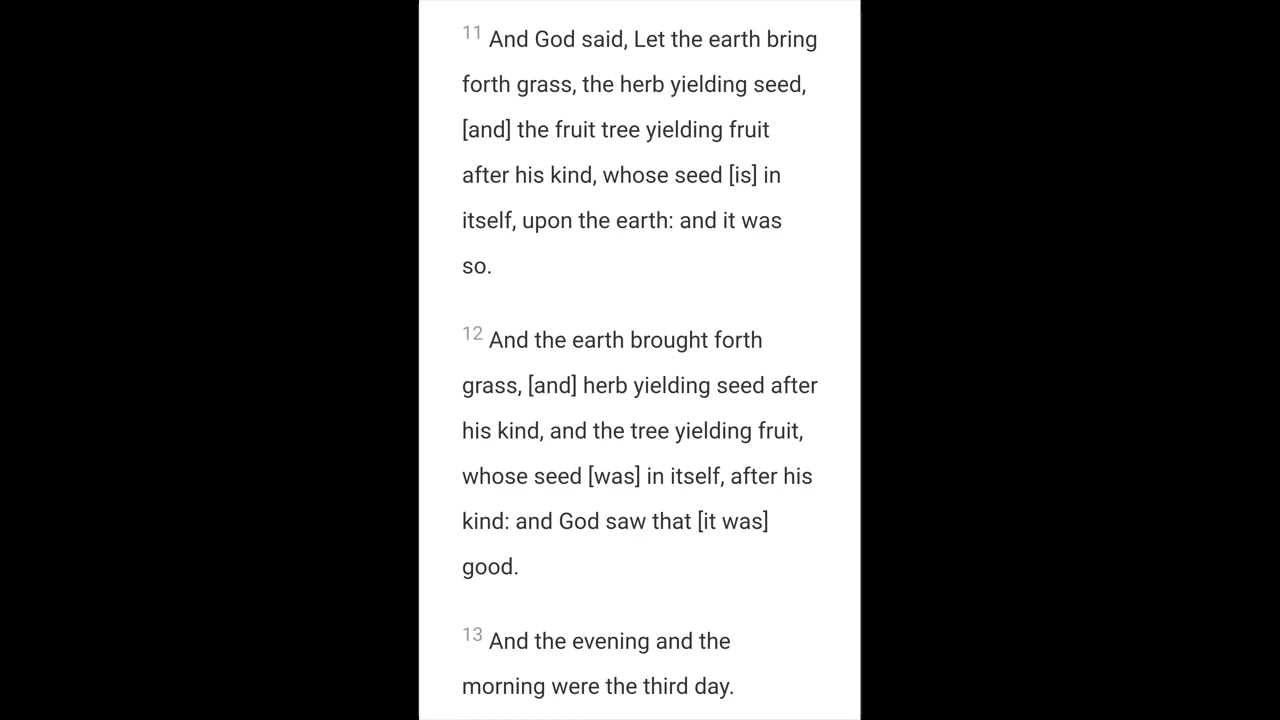 11 And God said, Let the earth bring
forth grass, the herb yielding seed,
[and] the fruit tree yielding fruit
after his kind, whose seed [is] in
itself, upon the earth: and it was
so.
12 And the earth brought forth
grass, [and] herb yielding seed after
his kind, and the tree yielding fruit,
whose seed [was] in itself, after his
kind: and God saw that [it was]
good.
13 And the evening and the
morning were the third day.